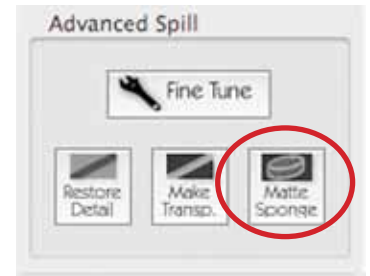 Advanced Spill
Fine Tune
Restore Detail
Make Transp.
Matte Sponge